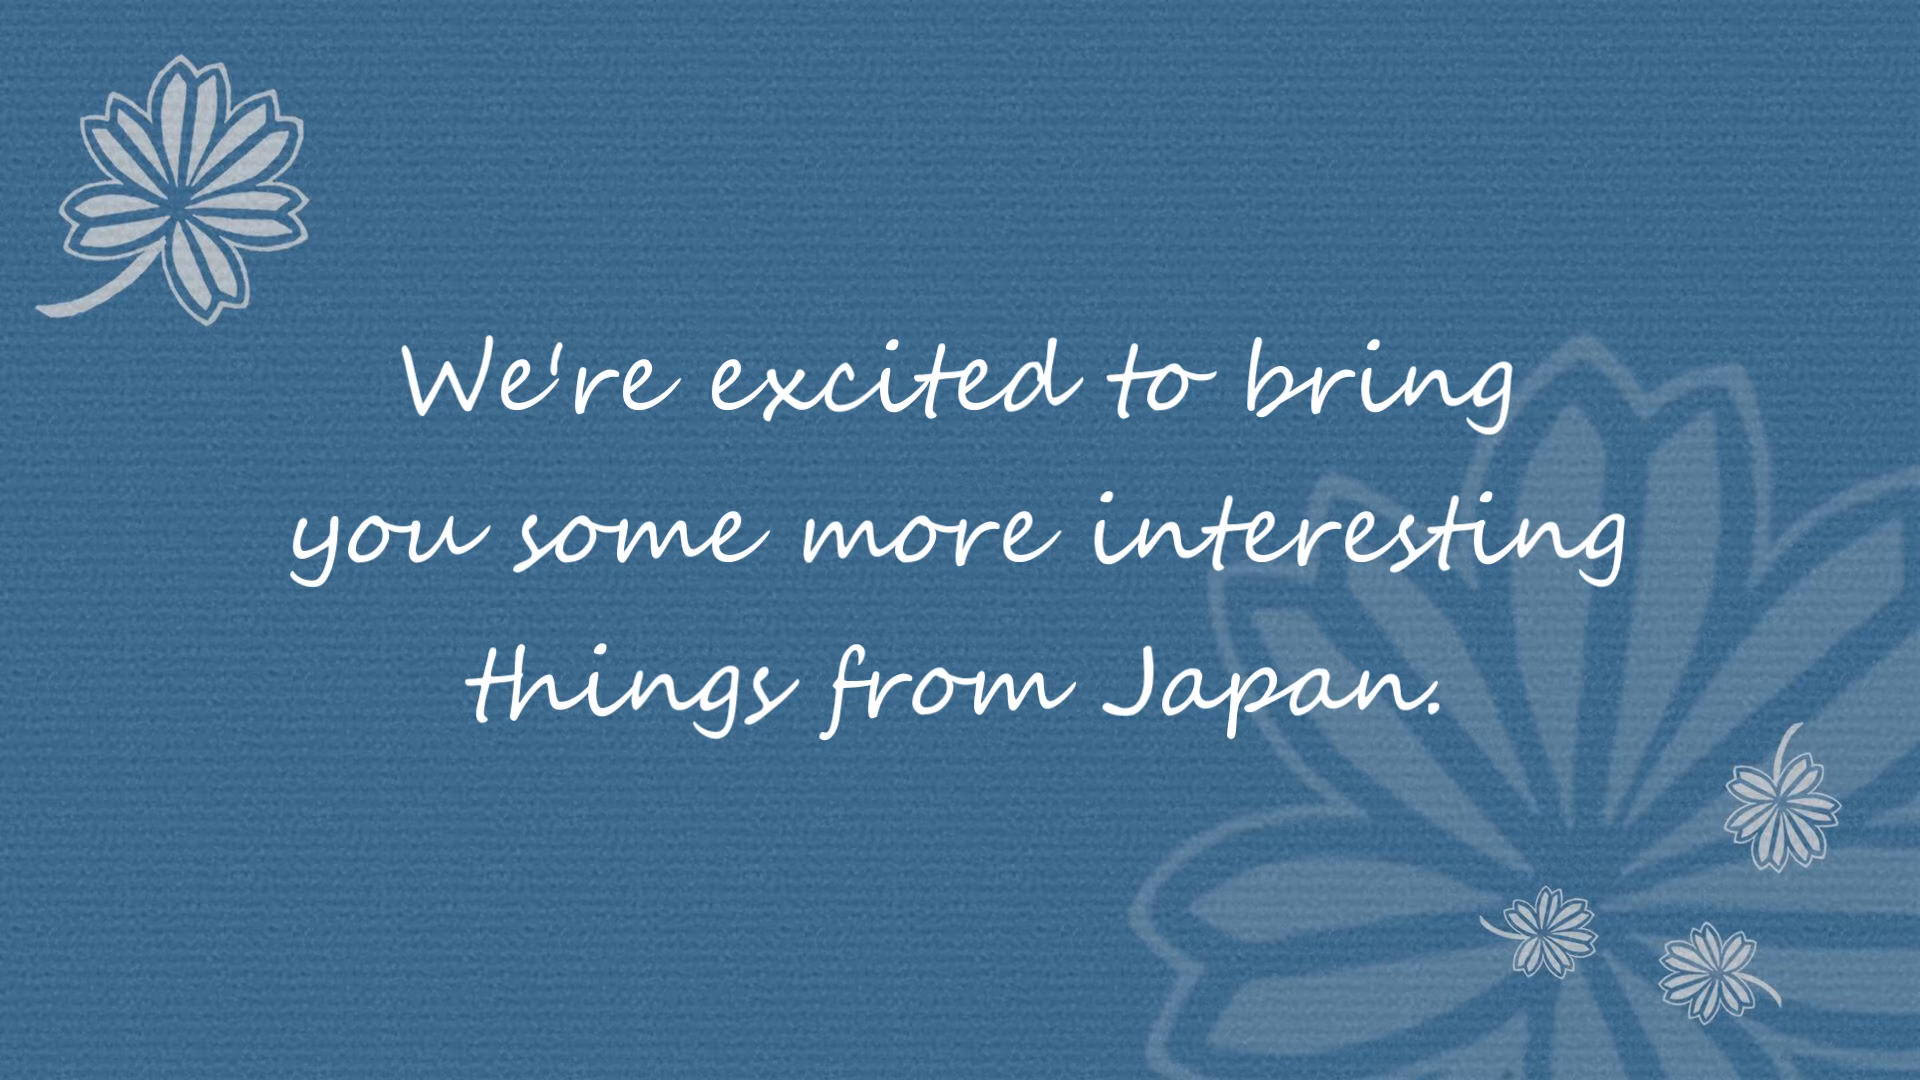 We're excited to bring
you some more interesting
things from Japan.